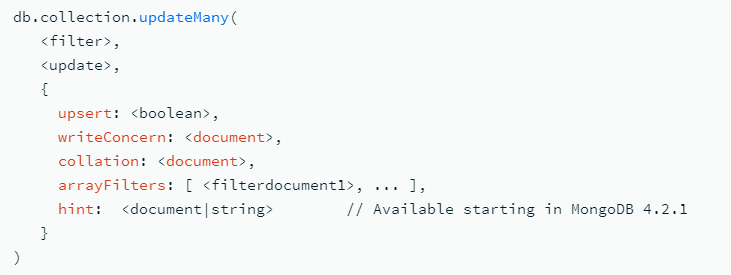 db.collection.updateMany(
   <filter>,
   <update>,
   {
     upsert: <boolean>,
     writeConcern: <document>,
     collation: <document>,
     arrayFilters: [ <filterdocument1>, ... ],
     hint:  <document|string>        // Available starting in MongoDB 4.2.1
   }
)